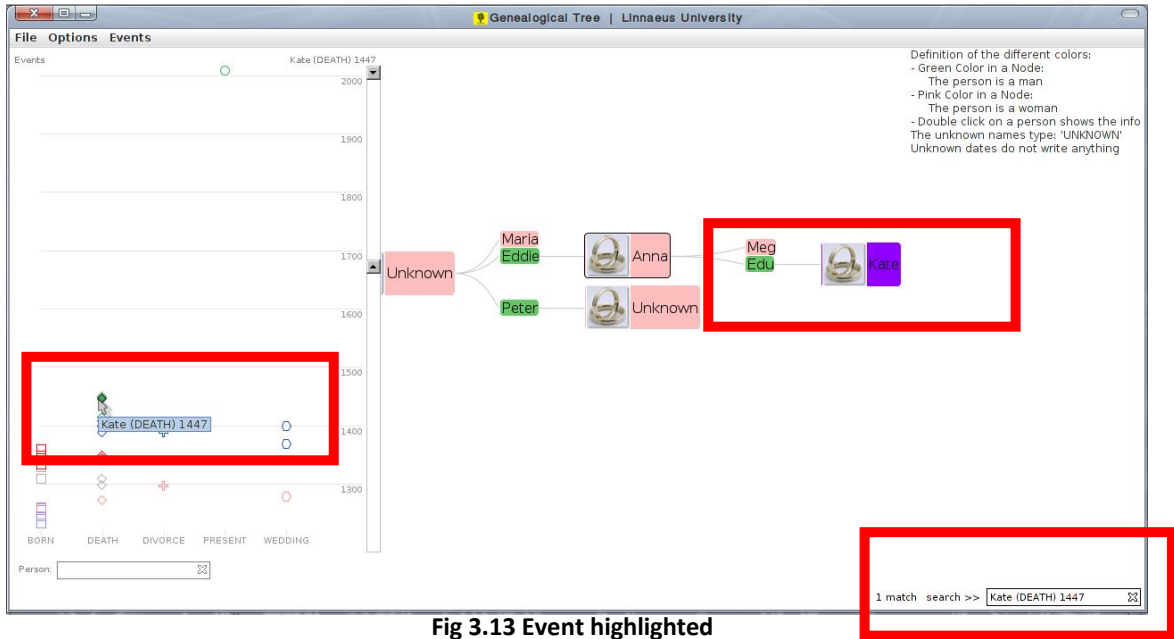 Genealogical Tree | Linnaeus University
File Options Events
Events
Kate (DEATH) 1447
2000
1900
1800
1700
1600
1500
1400
1300
Kate (DEATH) 1447
BORN DEATH DIVORCE PRESENT WEDDING
Person:
Unknown
Maria
Eddie
Peter
Anna
Unknown
Meg
Edu
Kate
Definition of the different colors:
- Green Color in a Node:
The person is a man
- Pink Color in a Node:
The person is a woman
- Double click on a person shows the info
The unknown names type: 'UNKNOWN'
Unknown dates do not write anything
1 match search >> Kate (DEATH) 1447
Fig 3.13 Event highlighted